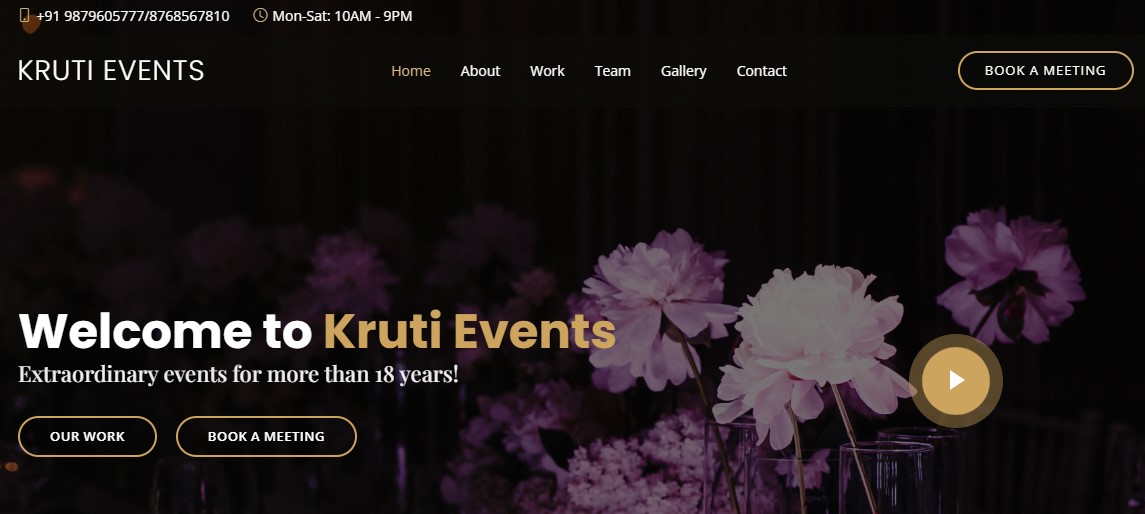 +91 9879605777/8768567810 Mon-Sat: 10AM - 9PM
KRUTI EVENTS Home About Work Team Gallery Contact BOOK A MEETING
Welcome to Kruti Events
Extraordinary events for more than 18 years!
OUR WORK BOOK A MEETING